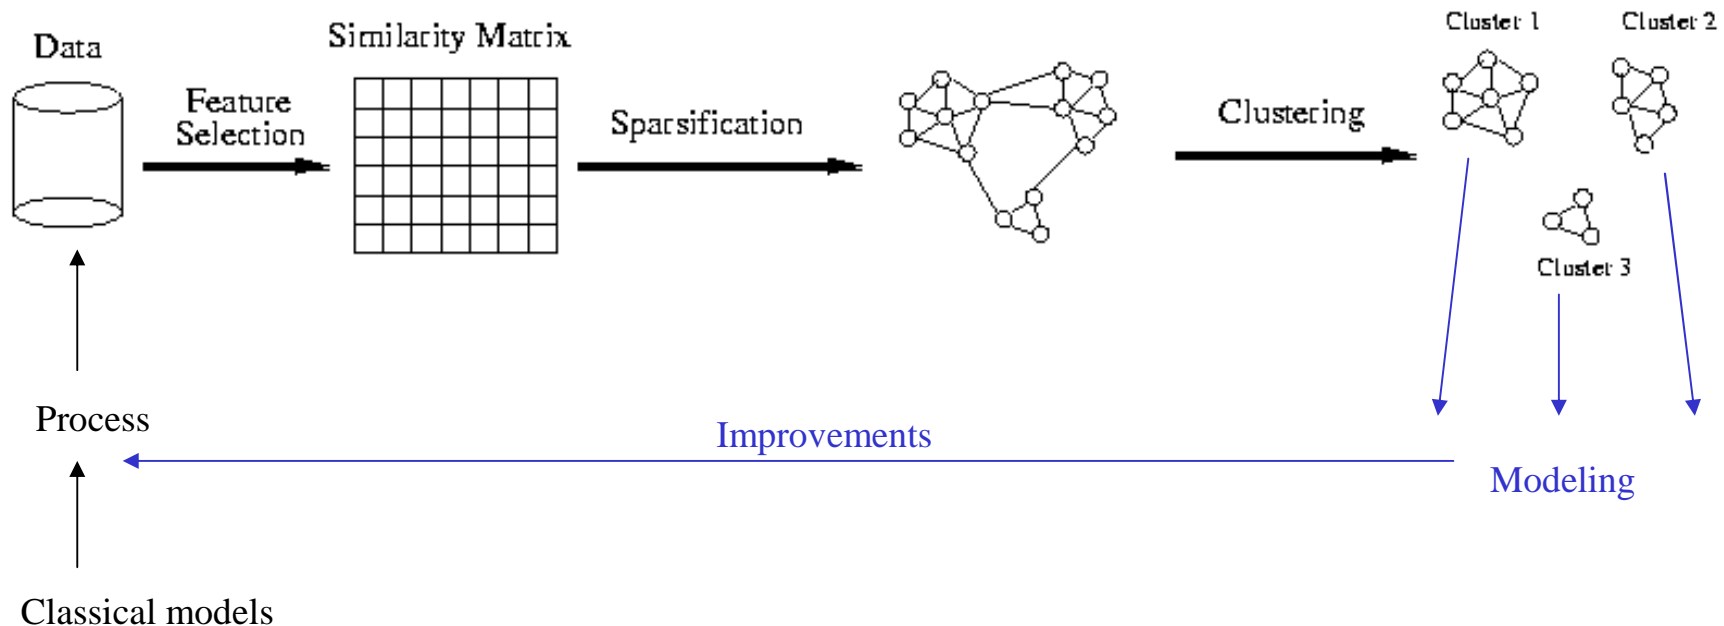 Data
Feature
Selection
Similarity Matrix
Sparsification
Clustering
Cluster 1
Cluster 2
Cluster 3
Process
Improvements
Modeling
Classical models